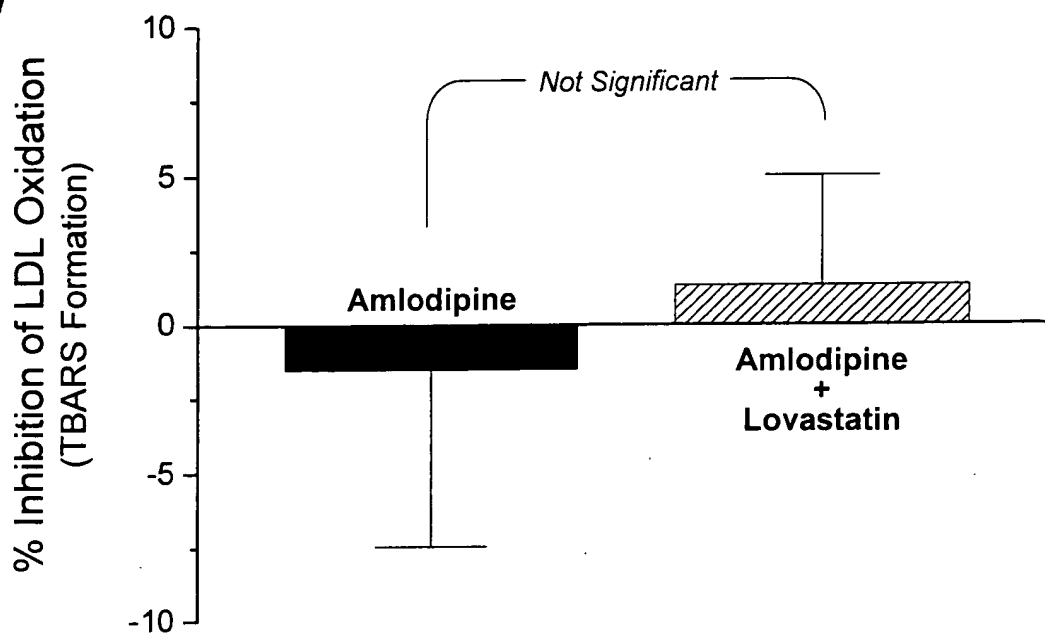 % Inhibition of LDL Oxidation
(TBARS Formation)
10
5
0
-5
-10
Not Significant
Amlodipine
Amlodipine
+
Lovastatin